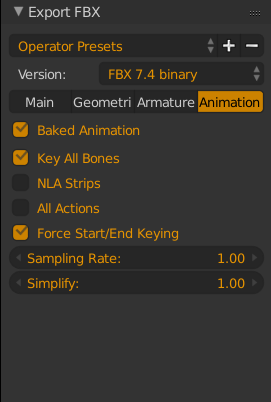 Export FBX
Operator Presets
Version: FBX 7.4 binary
Main Geometri Armature Animation
Baked Animation
Key All Bones
NLA Strips
All Actions
Force Start/End Keying
Sampling Rate: 1.00
Simplify: 1.00